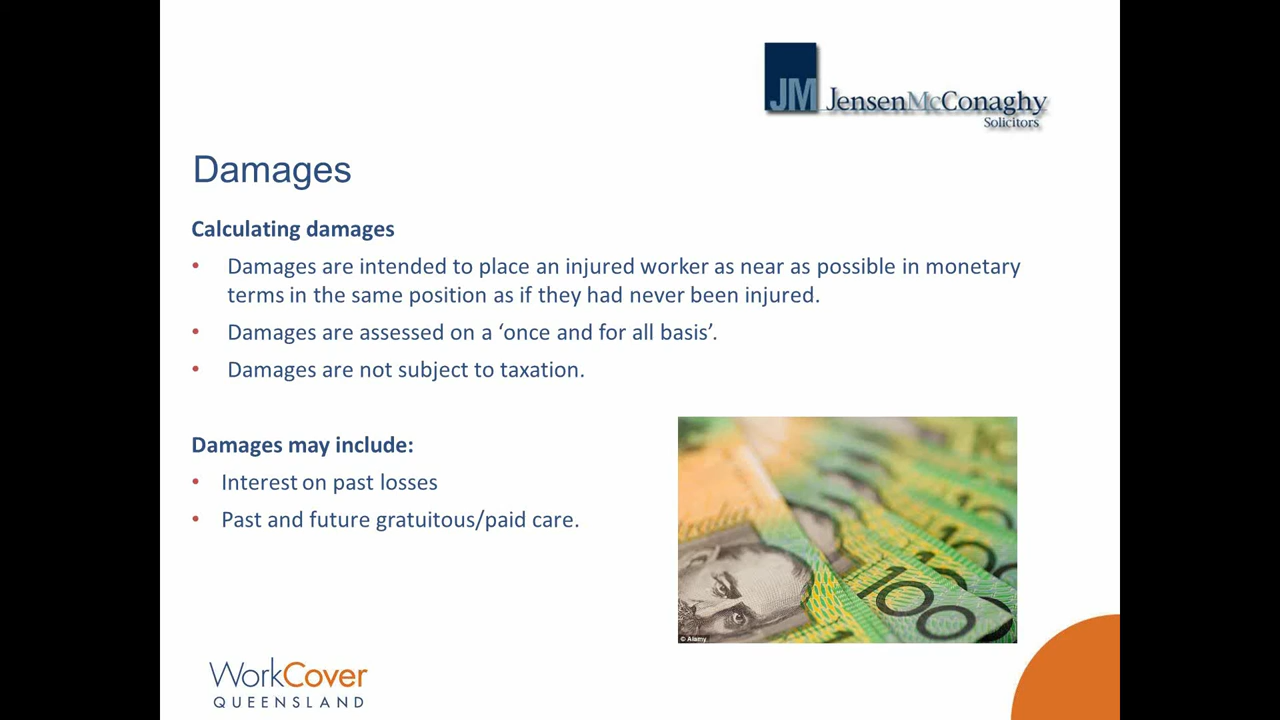 JM JensenMcConaghy
Solicitors
Damages
Calculating damages
• Damages are intended to place an injured worker as near as possible in monetary
terms in the same position as if they had never been injured.
• Damages are assessed on a ‘once and for all basis’.
• Damages are not subject to taxation.
Damages may include:
• Interest on past losses
• Past and future gratuitous/paid care.
100
© Alamy
WorkCover
QUEENSLAND